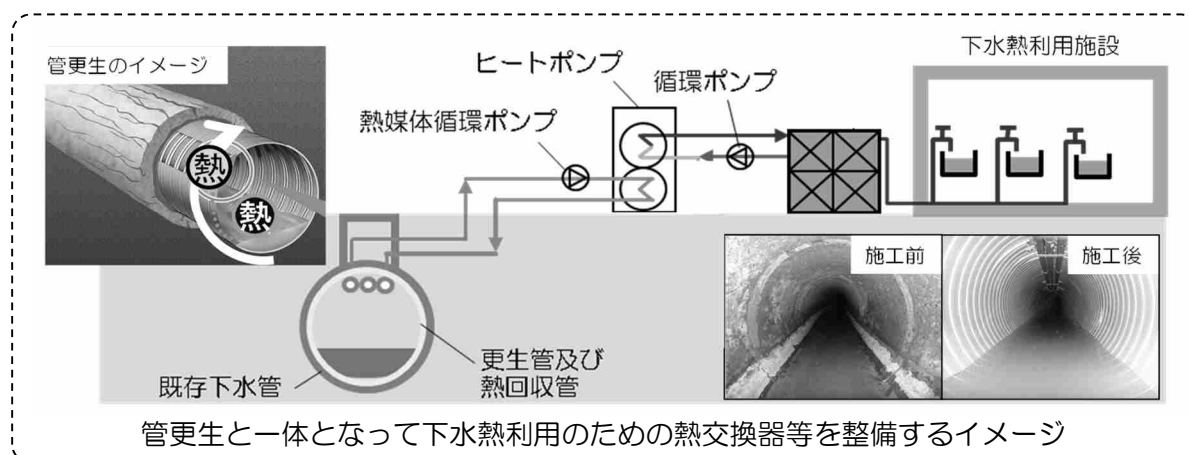 管更生のイメージ
熱
熱
熱媒体循環ポンプ
ヒートポンプ
循環ポンプ
下水熱利用施設
既存下水管
更生管及び
熱回収管
施工前
施工後
管更生と一体となって下水熱利用のための熱交換器等を整備するイメージ